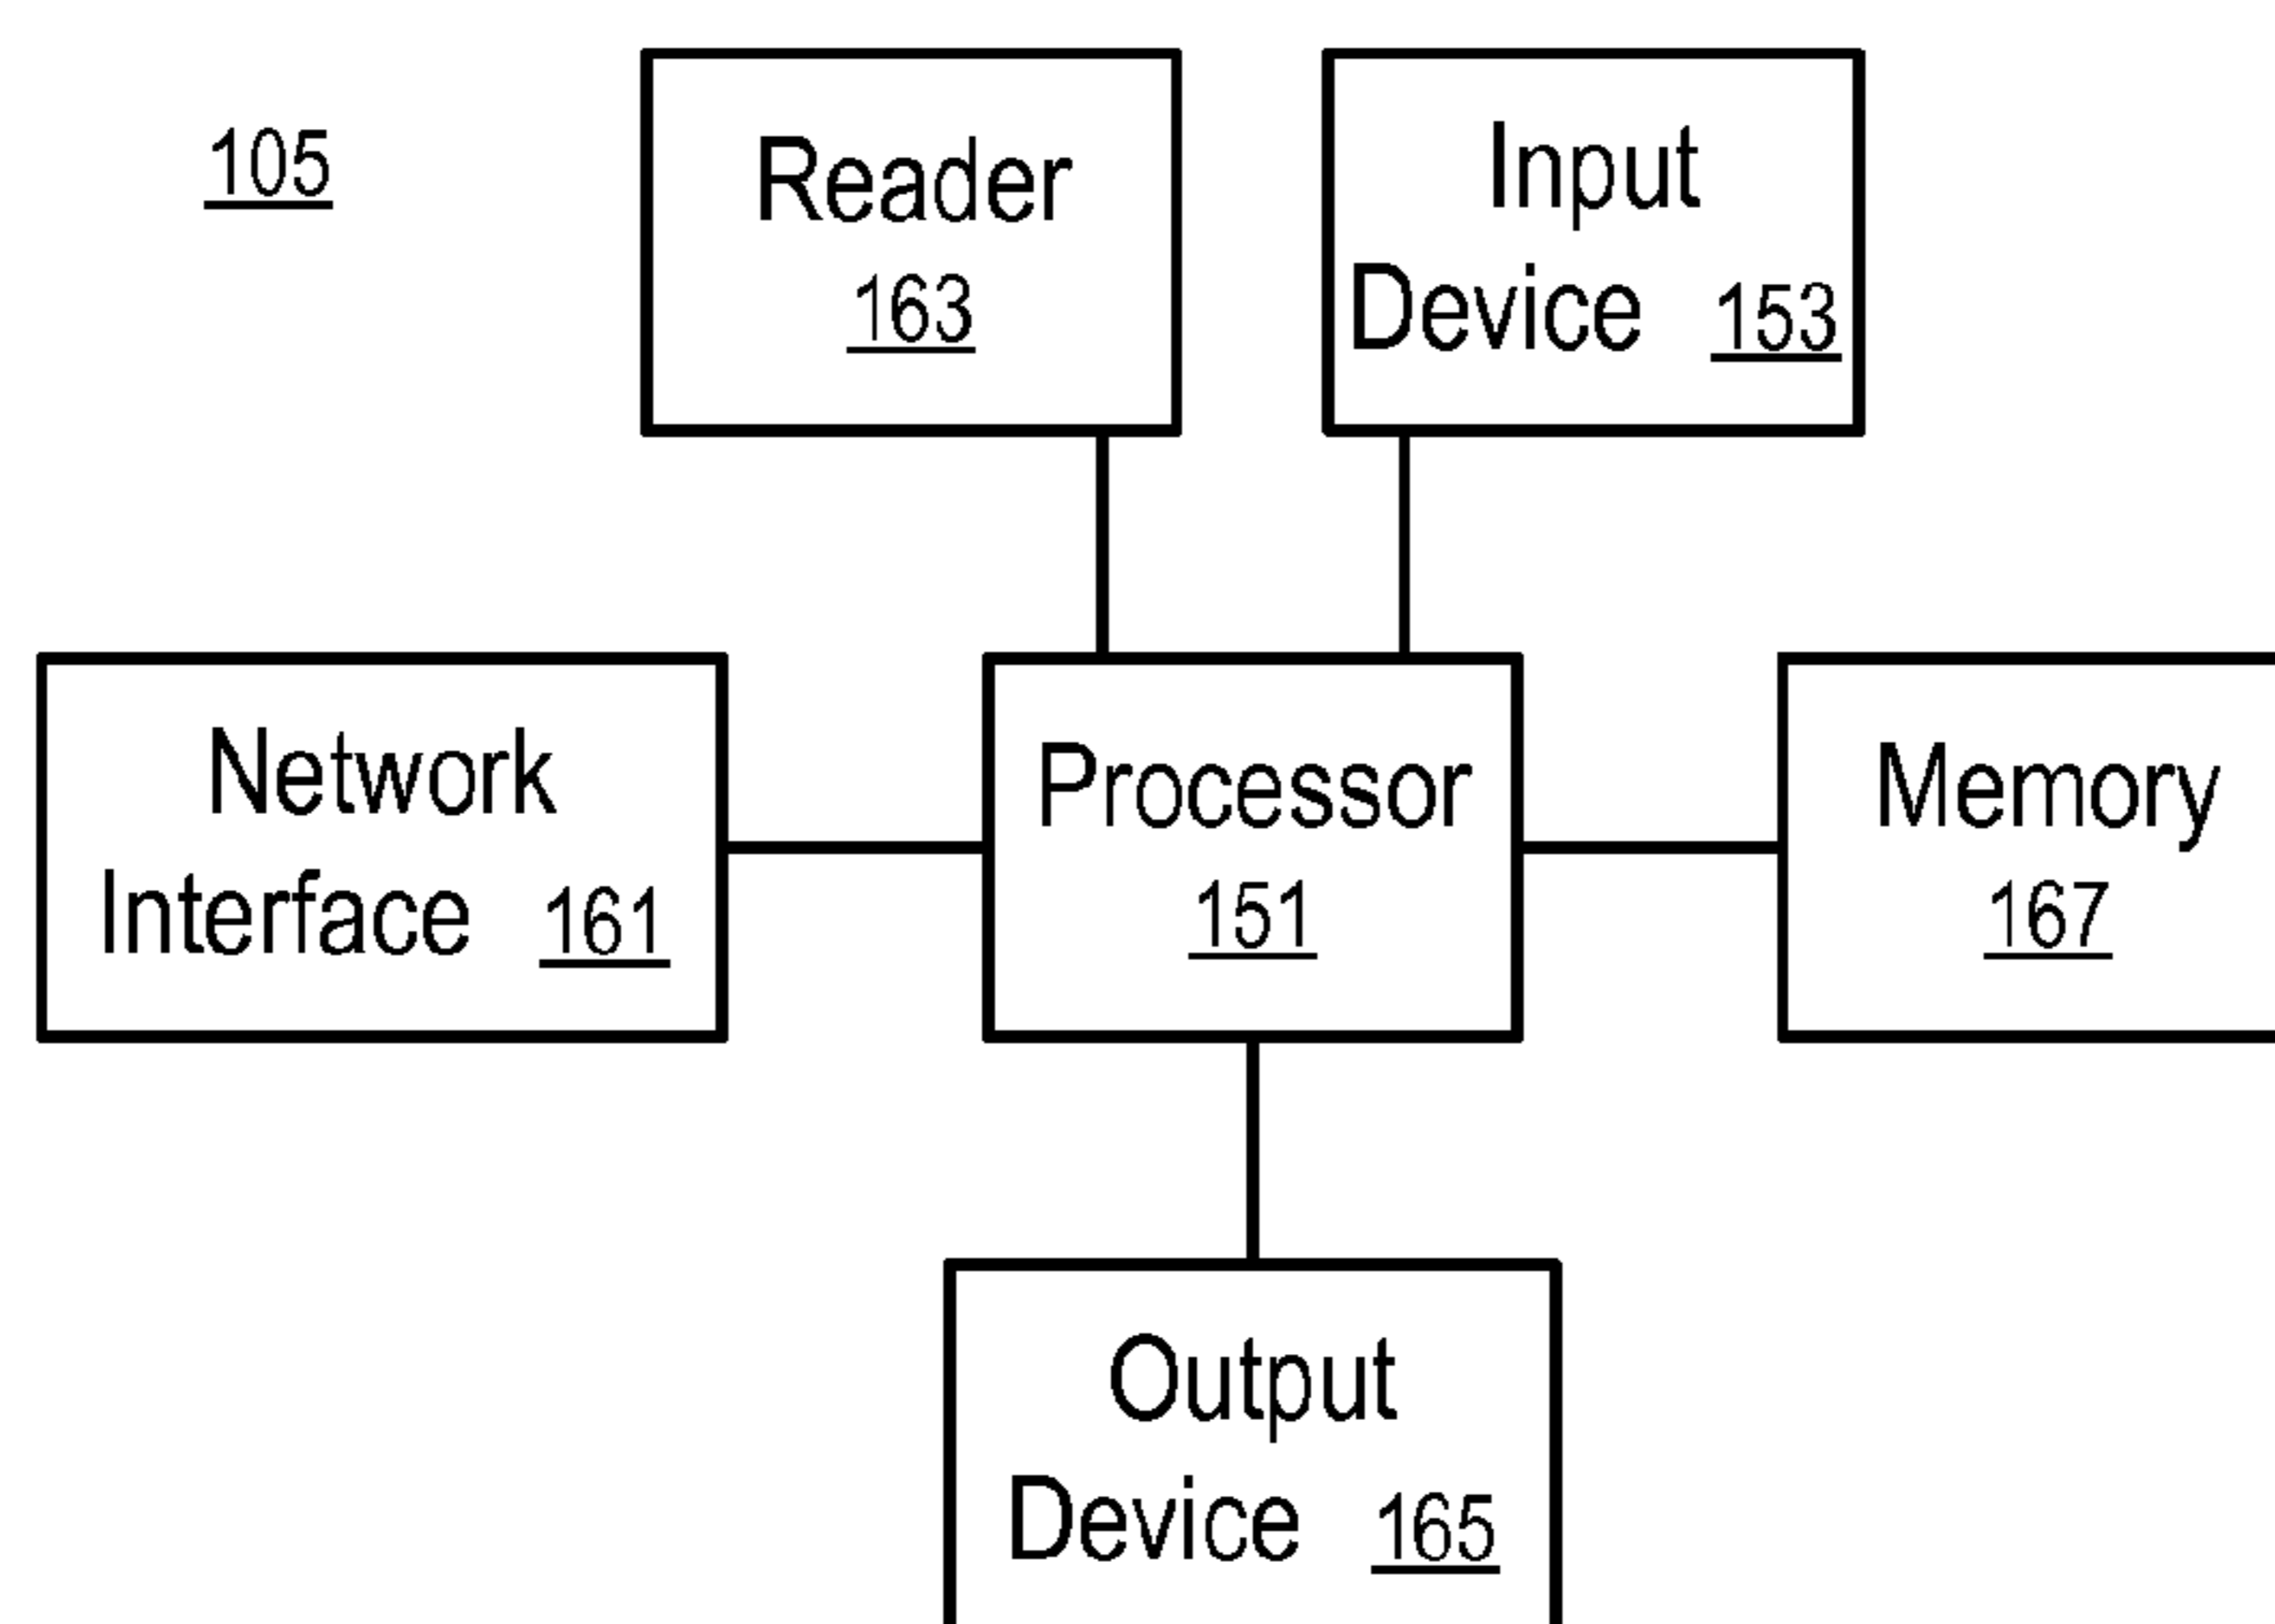 105
Reader
163
Input
Device 153
Network
Interface 161
Processor
151
Memory
167
Output
Device 165